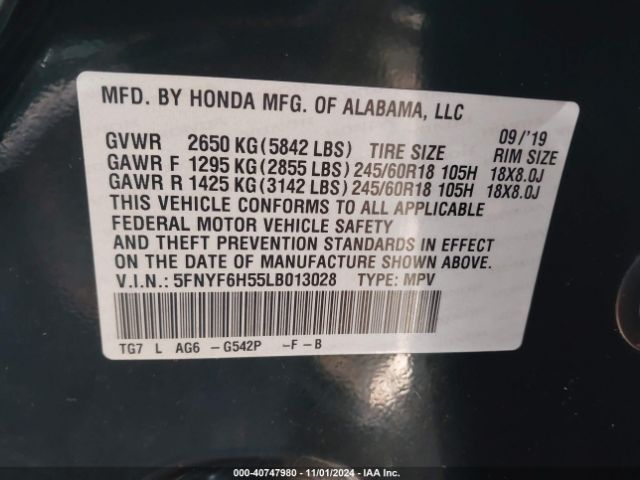 MFD. BY HONDA MFG. OF ALABAMA, LLC
09/'19
GVWR 2650 KG(5842 LBS) TIRE SIZE RIM SIZE
GAWR F 1295 KG(2855 LBS) 245/60R18 105H 18X8.0J
GAWR R 1425 KG(3142 LBS) 245/60R18 105H 18X8.0J
THIS VEHICLE CONFORMS TO ALL APPLICABLE
FEDERAL MOTOR VEHICLE SAFETY
AND THEFT PREVENTION STANDARDS IN EFFECT
ON THE DATE OF MANUFACTURE SHOWN ABOVE.
V.I.N.: 5FNYF6H55LB013028 TYPE: MPV
TG7 L AG6 -G542P -F-B
© - 40747980 - 11/01/2024 - IAA Inc.